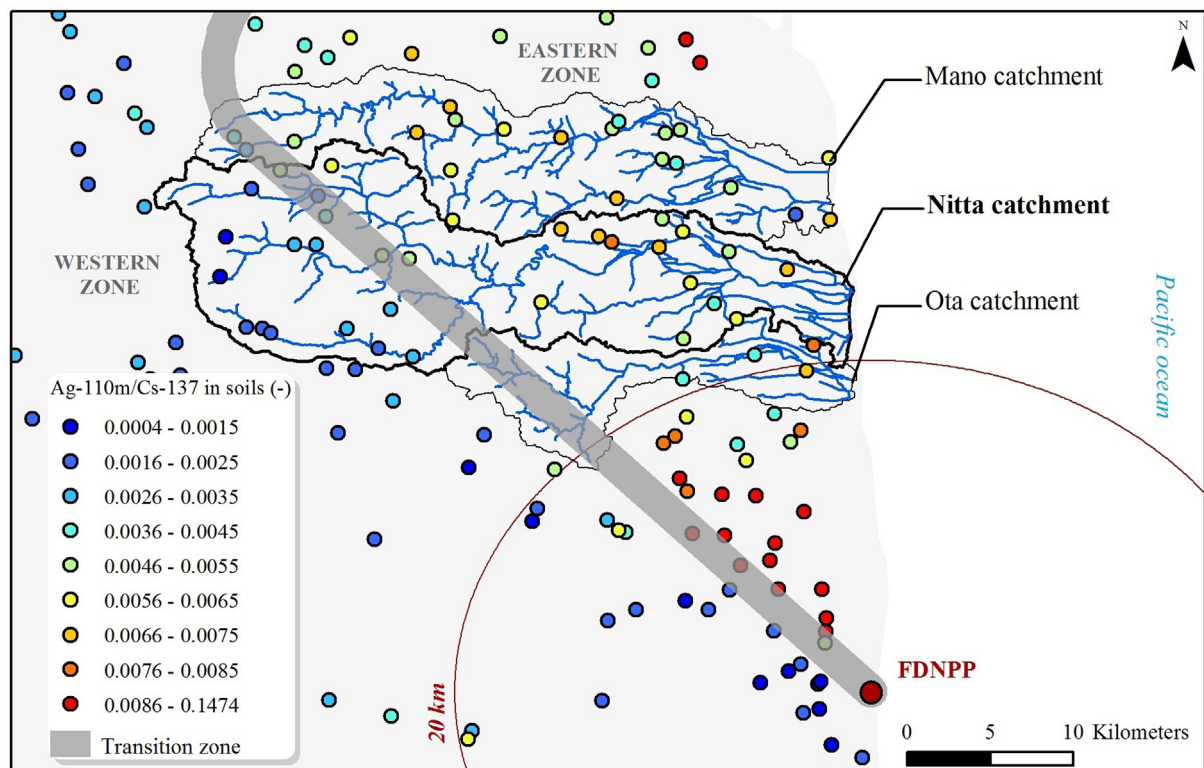 N
EASTERN
ZONE
Mano catchment
Nitta catchment
WESTERN
ZONE
Ota catchment
Pacific ocean
Ag-110m/Cs-137 in soils (-)
0.0004 - 0.0015
0.0016 - 0.0025
0.0026 - 0.0035
0.0036 - 0.0045
0.0046 - 0.0055
0.0056 - 0.0065
0.0066 - 0.0075
0.0076 - 0.0085
0.0086 - 0.1474
Transition zone
20 km
FDNPP
0 5 10 Kilometers